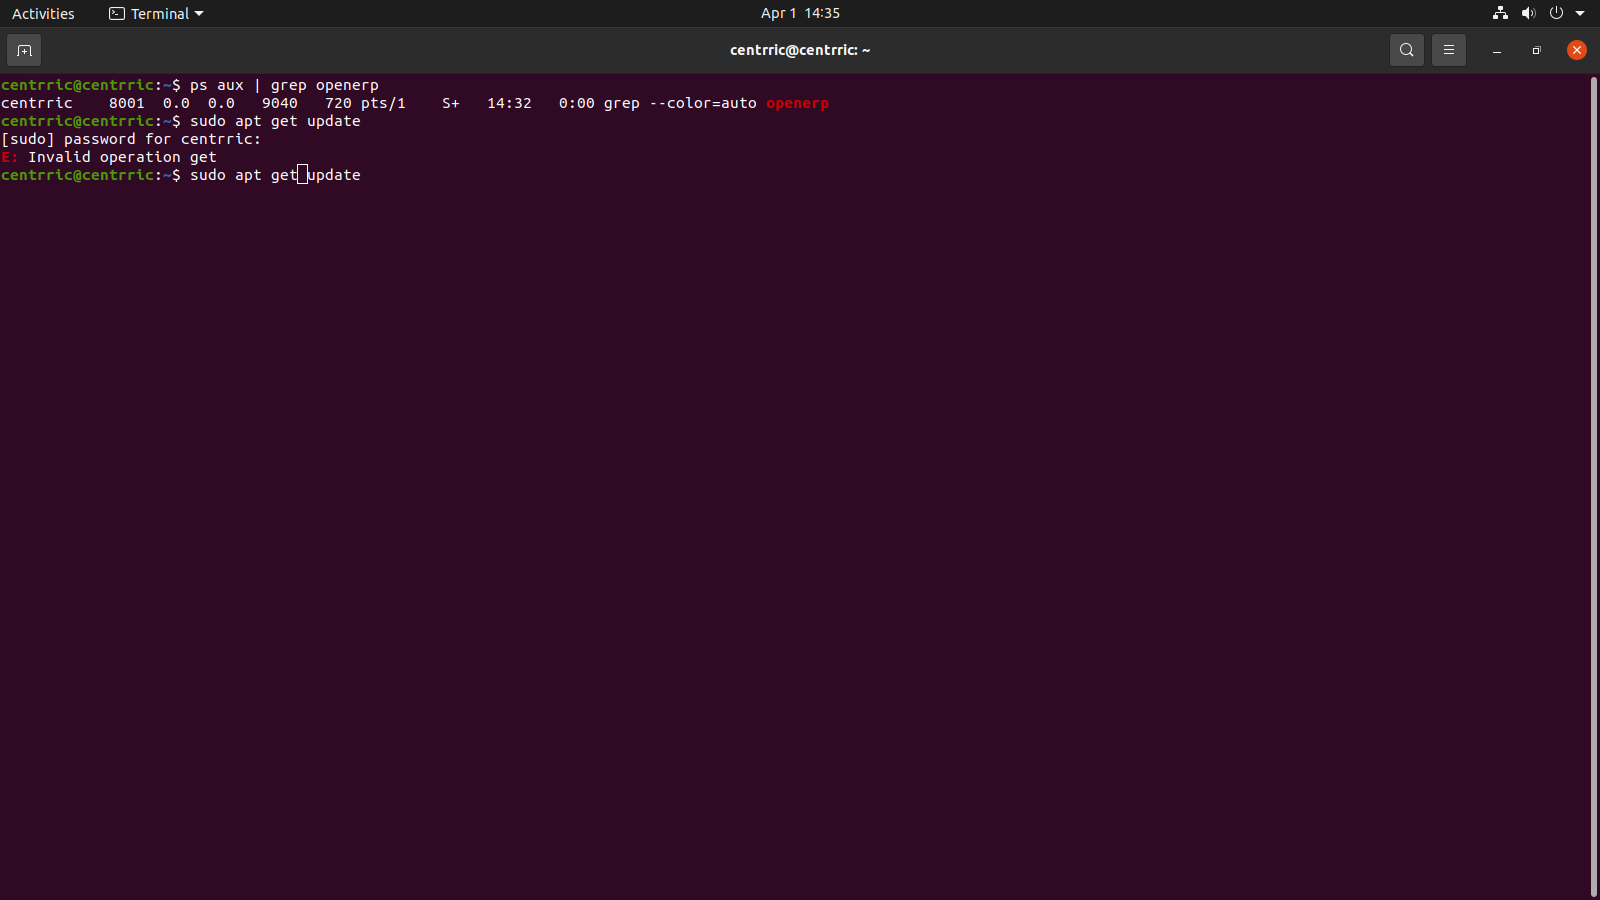 Activities Terminal Apr 1 14:35
centrric@centrric: ~
centrric@centrric:~$ ps aux | grep openerp
centrric    8001  0.0  0.0   9040   720 pts/1    S+   14:32   0:00 grep --color=auto openerp
centrric@centrric:~$ sudo apt get update
[sudo] password for centrric:
E: Invalid operation get
centrric@centrric:~$ sudo apt get update